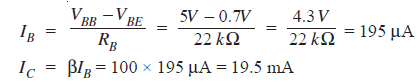 I_B = (V_BB – V_BE) / R_B = (5V – 0.7V) / 22 kΩ = 4.3 V / 22 kΩ = 195 μA
I_C = βI_B = 100 × 195 μA = 19.5 mA